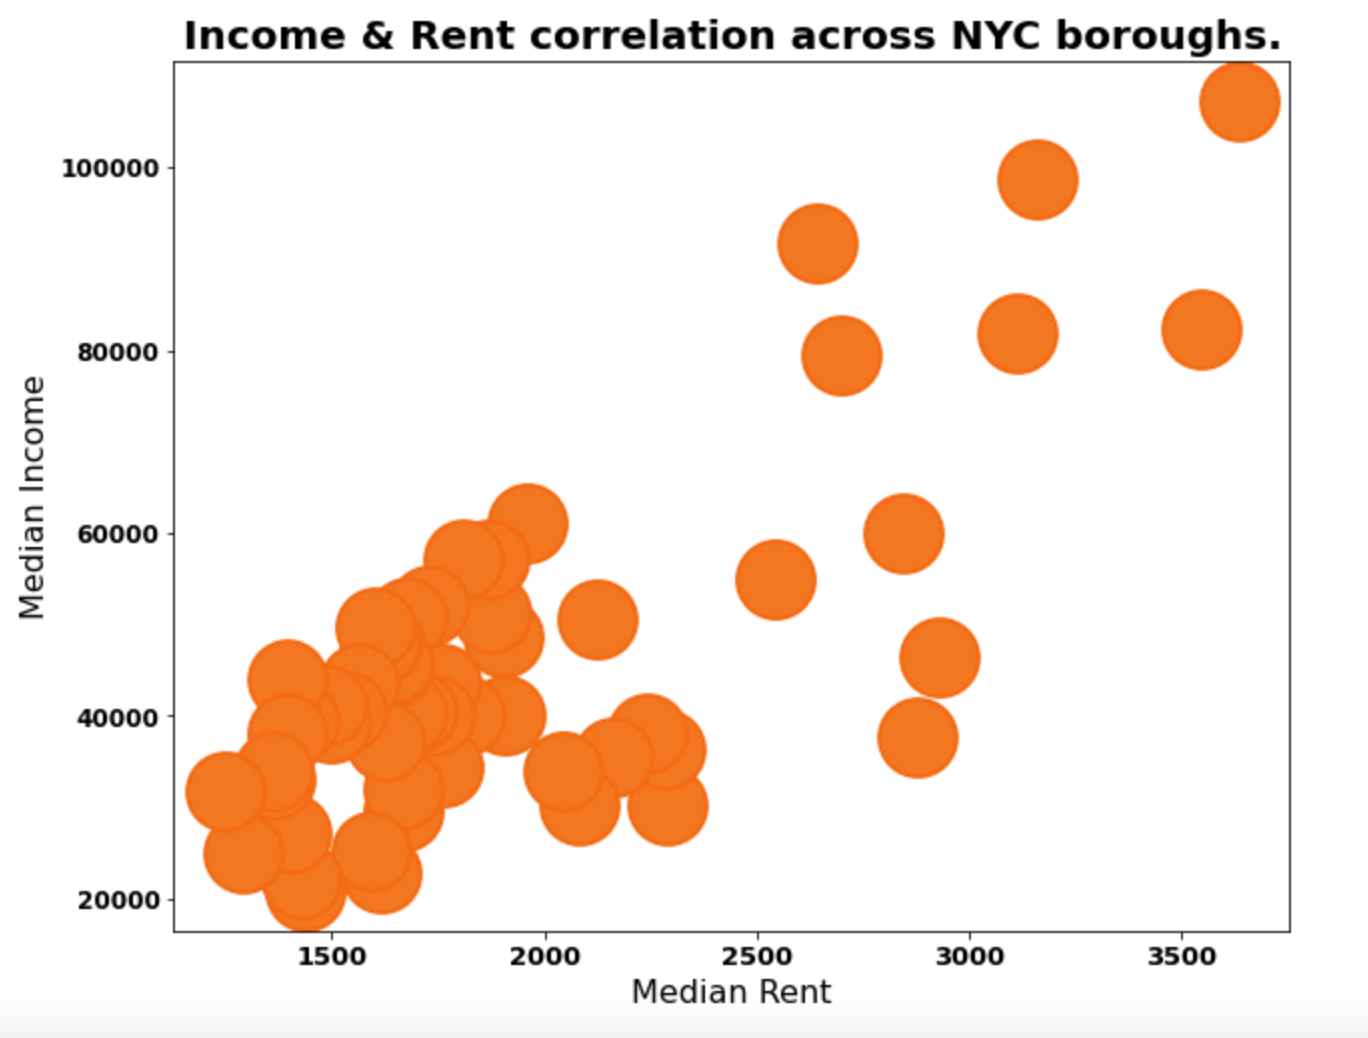 Income & Rent correlation across NYC boroughs.
Median Income
100000
80000
60000
40000
20000
1500 2000 2500 3000 3500
Median Rent